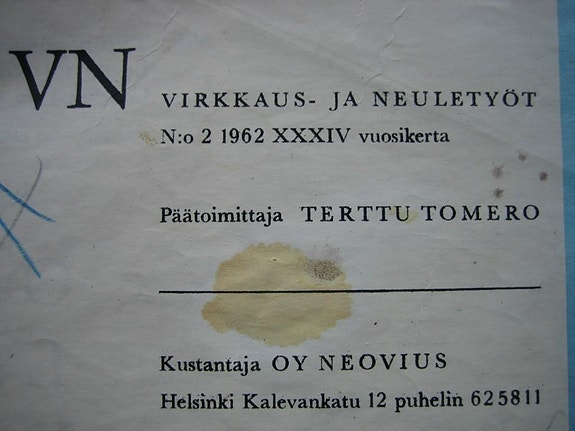 VN
VIRKKAUS- JA NEULETYÖT
N:o 2 1962 XXXIV vuosikerta
Päätoimittaja TERTTU TOMERO
Kustantaja OY NEOVIUS
Helsinki Kalevankatu 12 puhelin 625811